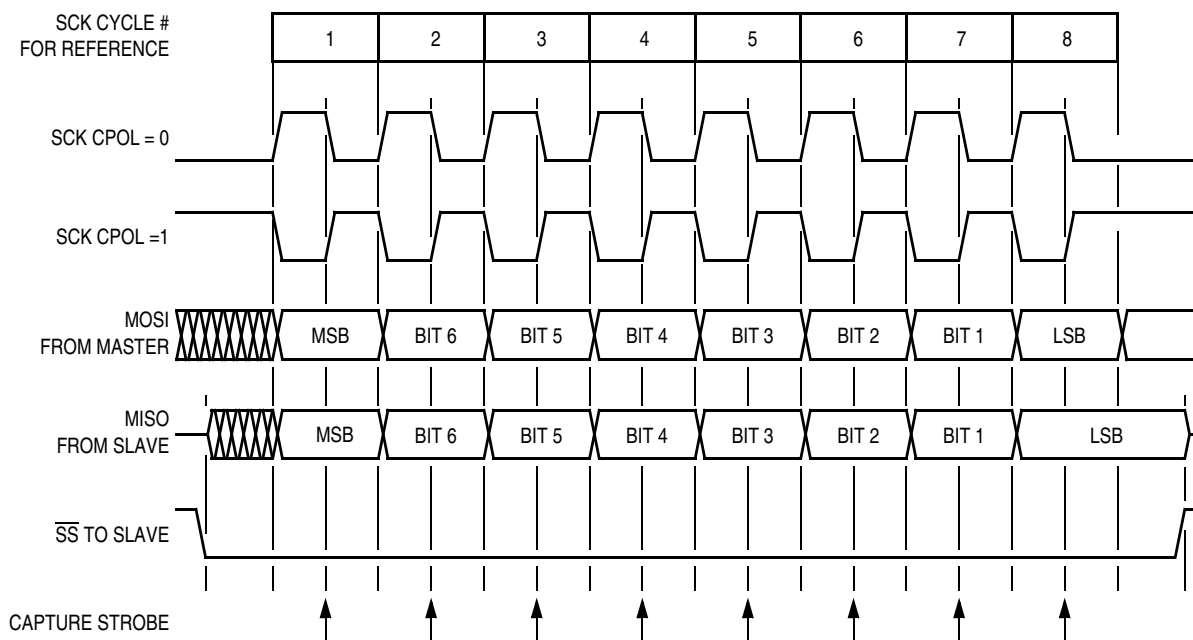 SCK CYCLE #
FOR REFERENCE
1 2 3 4 5 6 7 8
SCK CPOL = 0
SCK CPOL =1
MOSI
FROM MASTER
MSB BIT 6 BIT 5 BIT 4 BIT 3 BIT 2 BIT 1 LSB
MISO
FROM SLAVE
MSB BIT 6 BIT 5 BIT 4 BIT 3 BIT 2 BIT 1 LSB
S̅S̅ TO SLAVE
CAPTURE STROBE